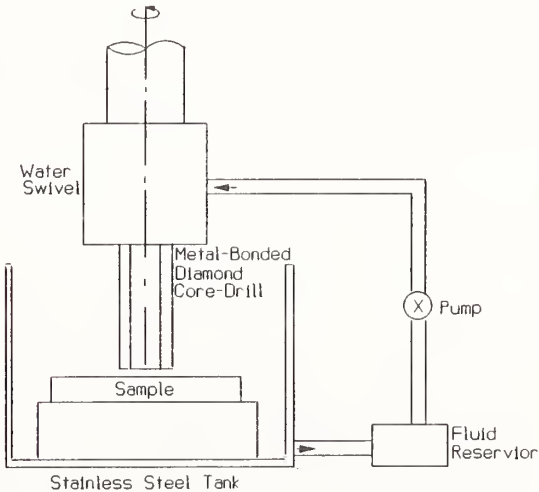 Water
Swivel
Metal-Bonded
Diamond
Core-Drill
X
Pump
Sample
Fluid
Reservior
Stainless Steel Tank